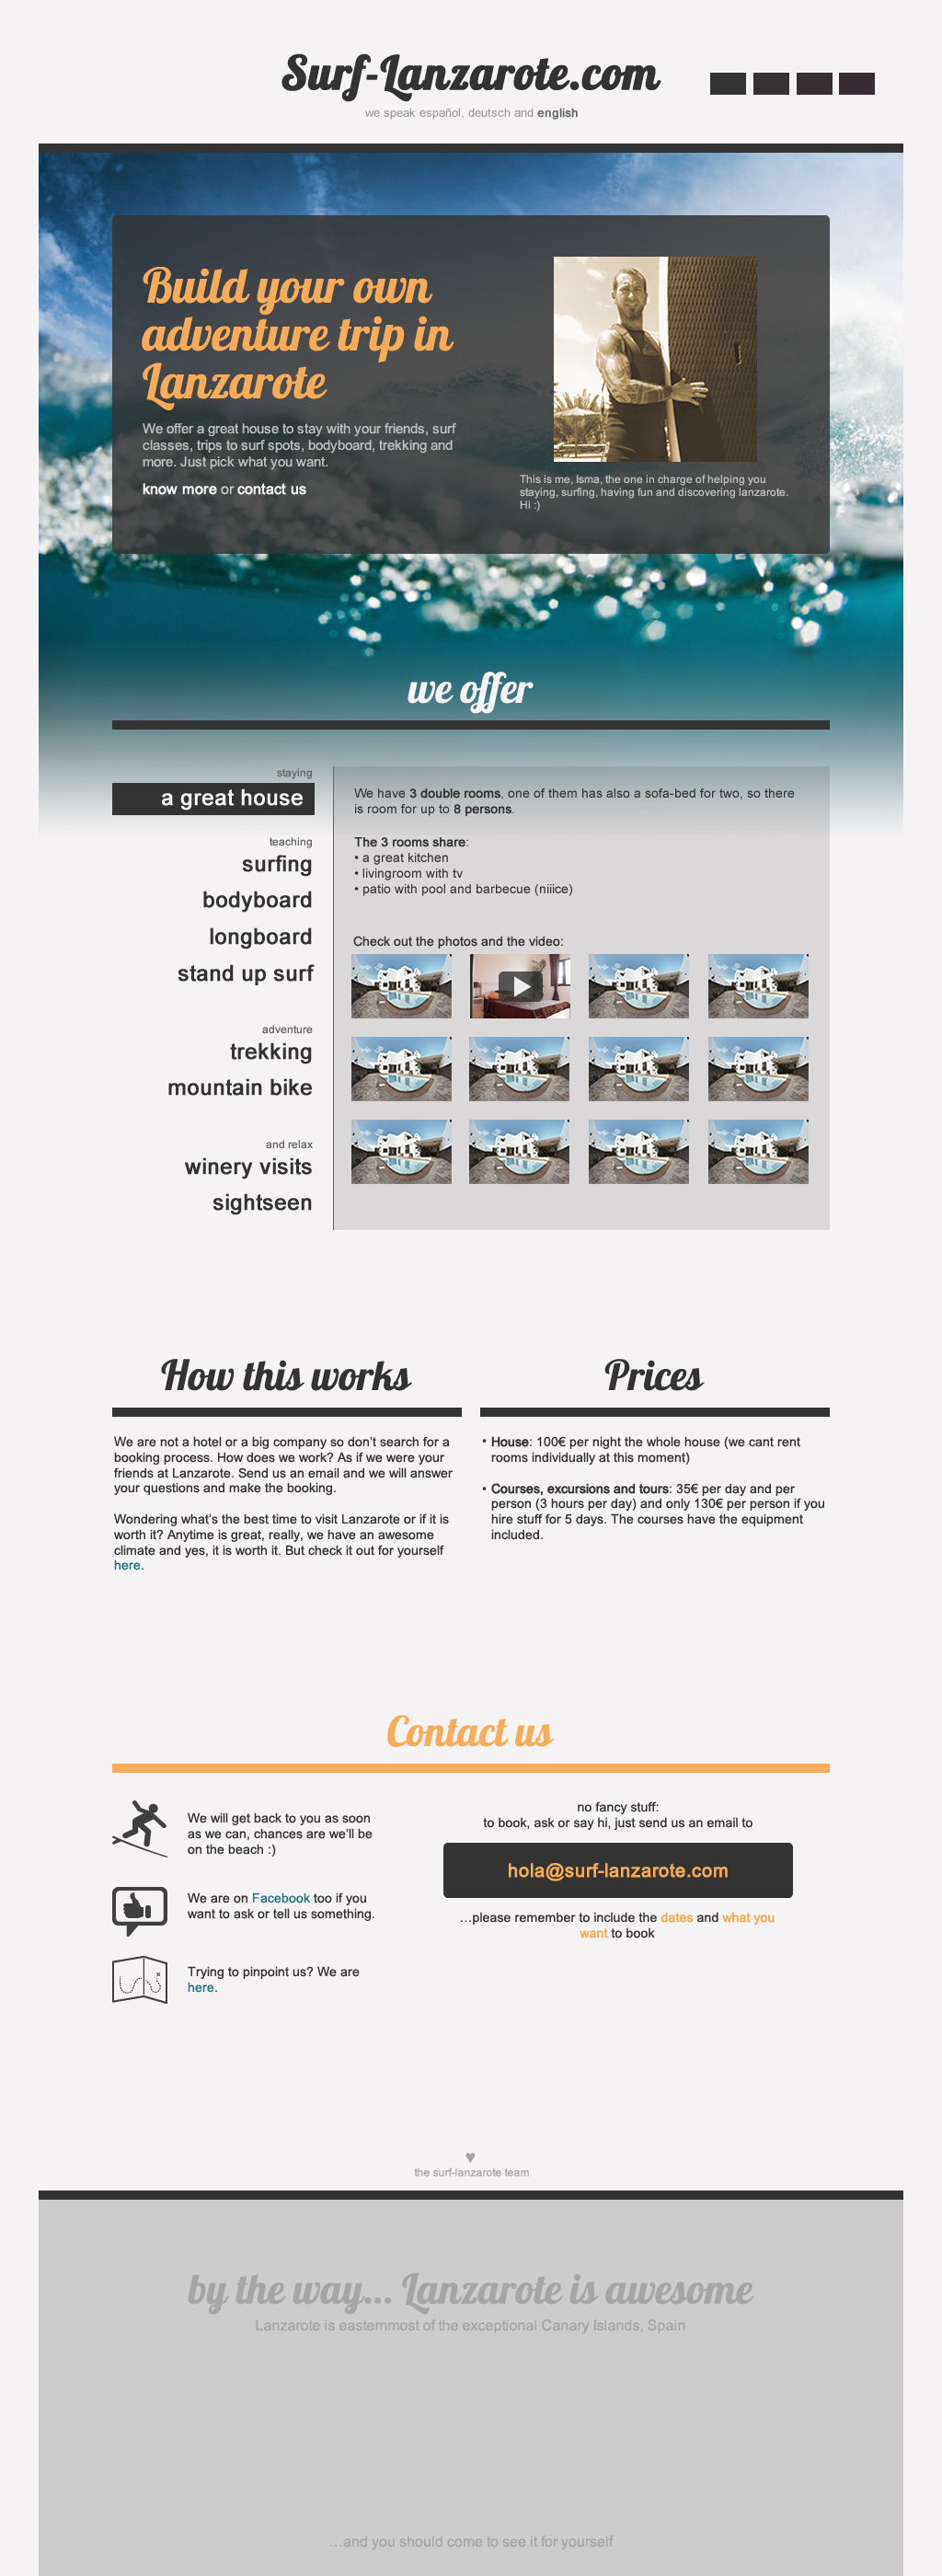 Surf-Lanzarote.com
we speak español, deutsch and english
Build your own
adventure trip in
Lanzarote
We offer a great house to stay with your friends, surf
classes, trips to surf spots, bodyboard, trekking and
more. Just pick what you want.
know more or contact us
This is me, Isma, the one in charge of helping you
staying, surfing, having fun and discovering lanzarote.
Hi :)
we offer
staying
a great house
teaching
surfing
bodyboard
longboard
stand up surf
adventure
trekking
mountain bike
and relax
winery visits
sightseen
We have 3 double rooms, one of them has also a sofa-bed for two, so there
is room for up to 8 persons.
The 3 rooms share:
• a great kitchen
• livingroom with tv
• patio with pool and barbecue (niiice)
Check out the photos and the video:
How this works
We are not a hotel or a big company so don't search for a
booking process. How does we work? As if we were your
friends at Lanzarote. Send us an email and we will answer
your questions and make the booking.
Wondering what's the best time to visit Lanzarote or if it is
worth it? Anytime is great, really, we have an awesome
climate and yes, it is worth it. But check it out for yourself
here.
Prices
• House: 100€ per night the whole house (we cant rent
rooms individually at this moment)
• Courses, excursions and tours: 35€ per day and per
person (3 hours per day) and only 130€ per person if you
hire stuff for 5 days. The courses have the equipment
included.
Contact us
We will get back to you as soon
as we can, chances are we'll be
on the beach :)
We are on Facebook too if you
want to ask or tell us something.
Trying to pinpoint us? We are
here.
no fancy stuff:
to book, ask or say hi, just send us an email to
hola@surf-lanzarote.com
…please remember to include the dates and what you
want to book
♥
the surf-lanzarote team
by the way... Lanzarote is awesome
Lanzarote is easternmost of the exceptional Canary Islands, Spain
…and you should come to see it for yourself